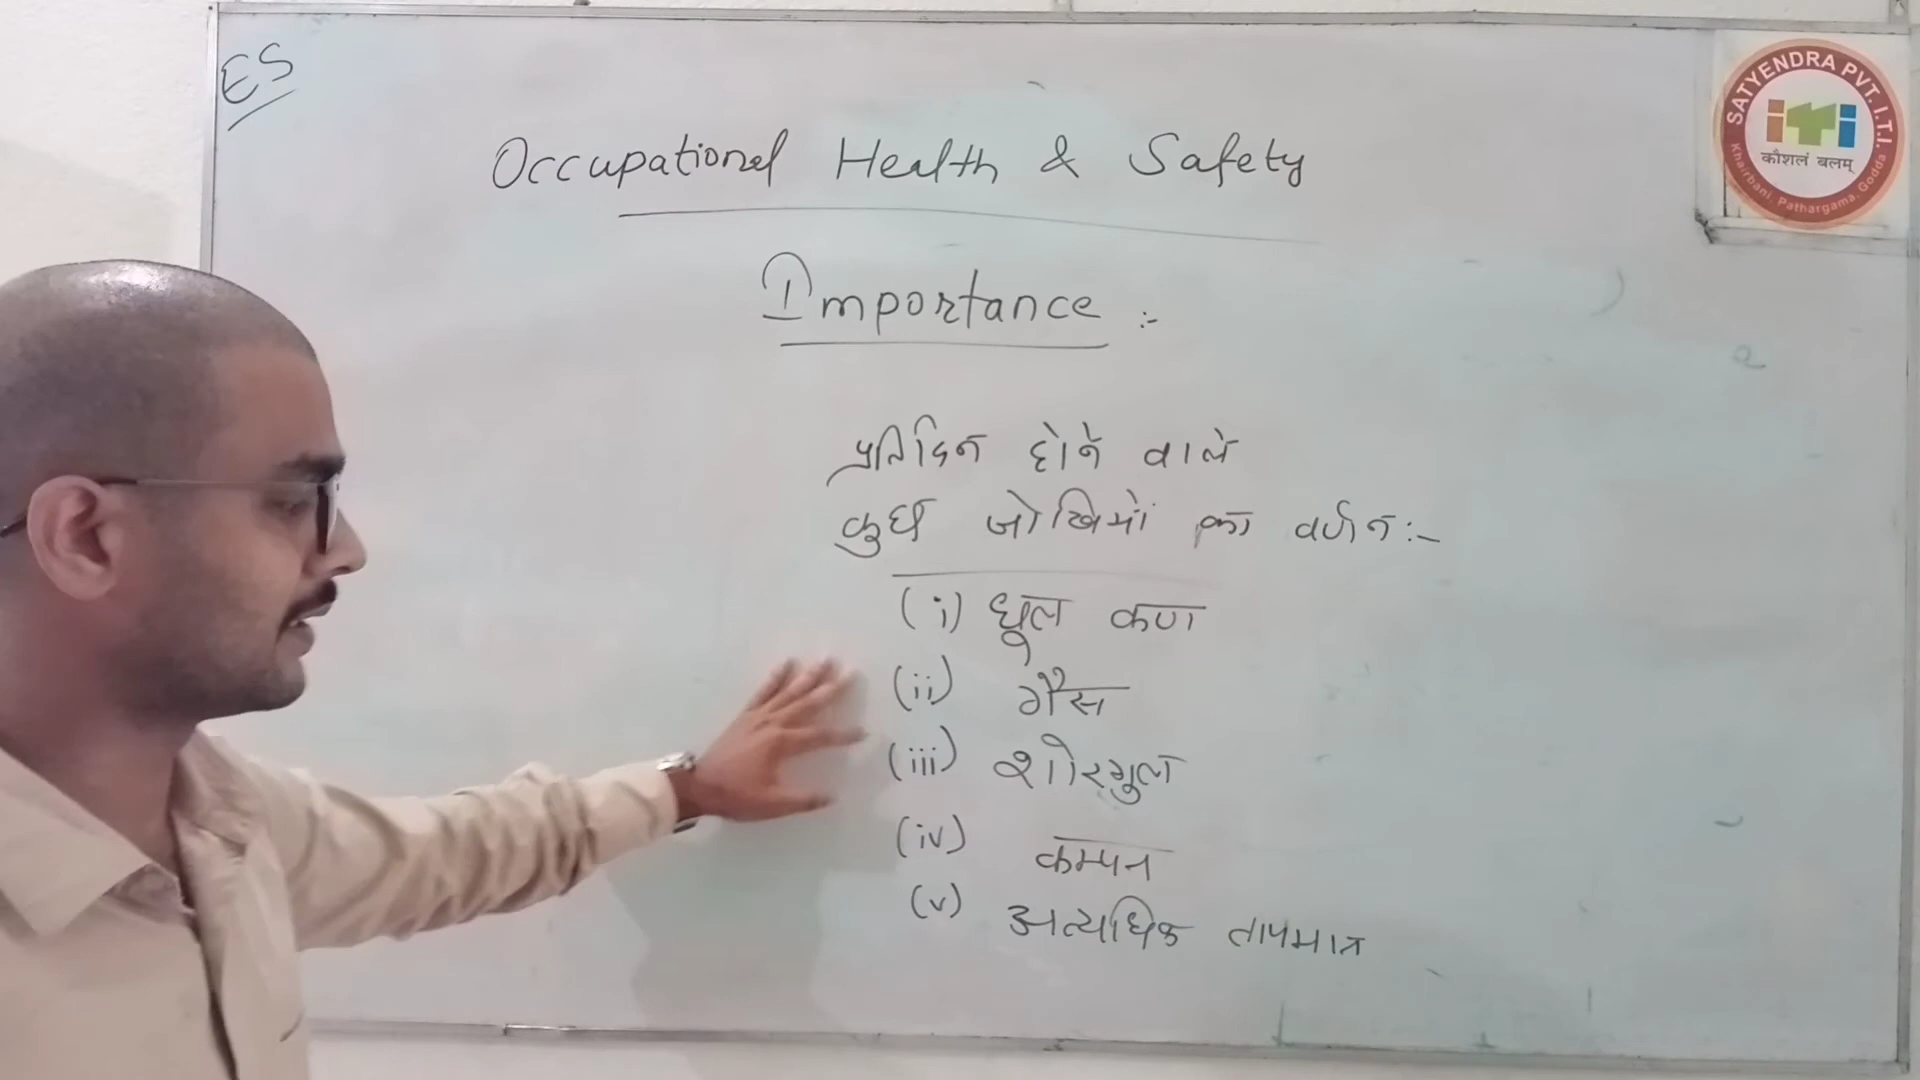 ES
SATYENDRA PVT. I.T.I.
iTi
कौशलं बलम्
Khairbani, Pathargama, Godda
Occupational Health & Safety
Importance :-
प्रतिदिन होने वाले
कुछ जोखिमों का वर्णन :-
(i) धूल कण
(ii) गैस
(iii) शोरगुल
(iv) कम्पन
(v) अत्यधिक तापमान